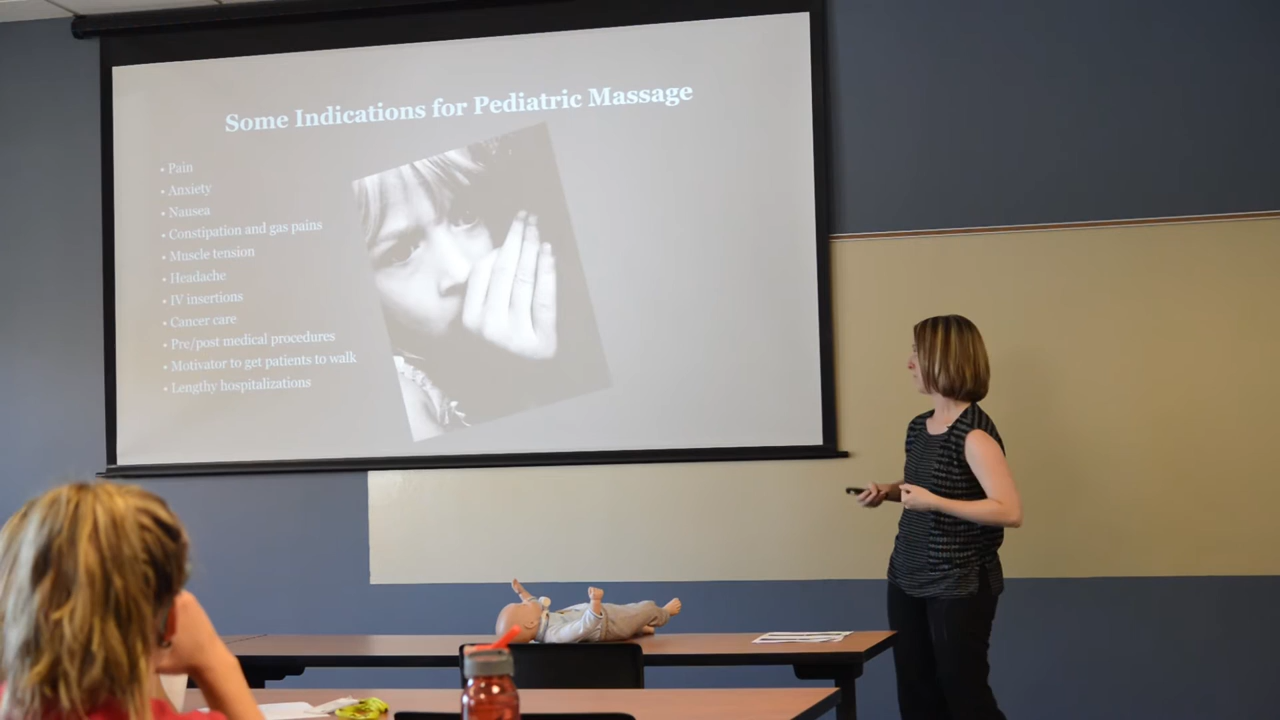 Some Indications for Pediatric Massage
• Pain
• Anxiety
• Nausea
• Constipation and gas pains
• Muscle tension
• Headache
• IV insertions
• Cancer care
• Pre/post medical procedures
• Motivator to get patients to walk
• Lengthy hospitalizations